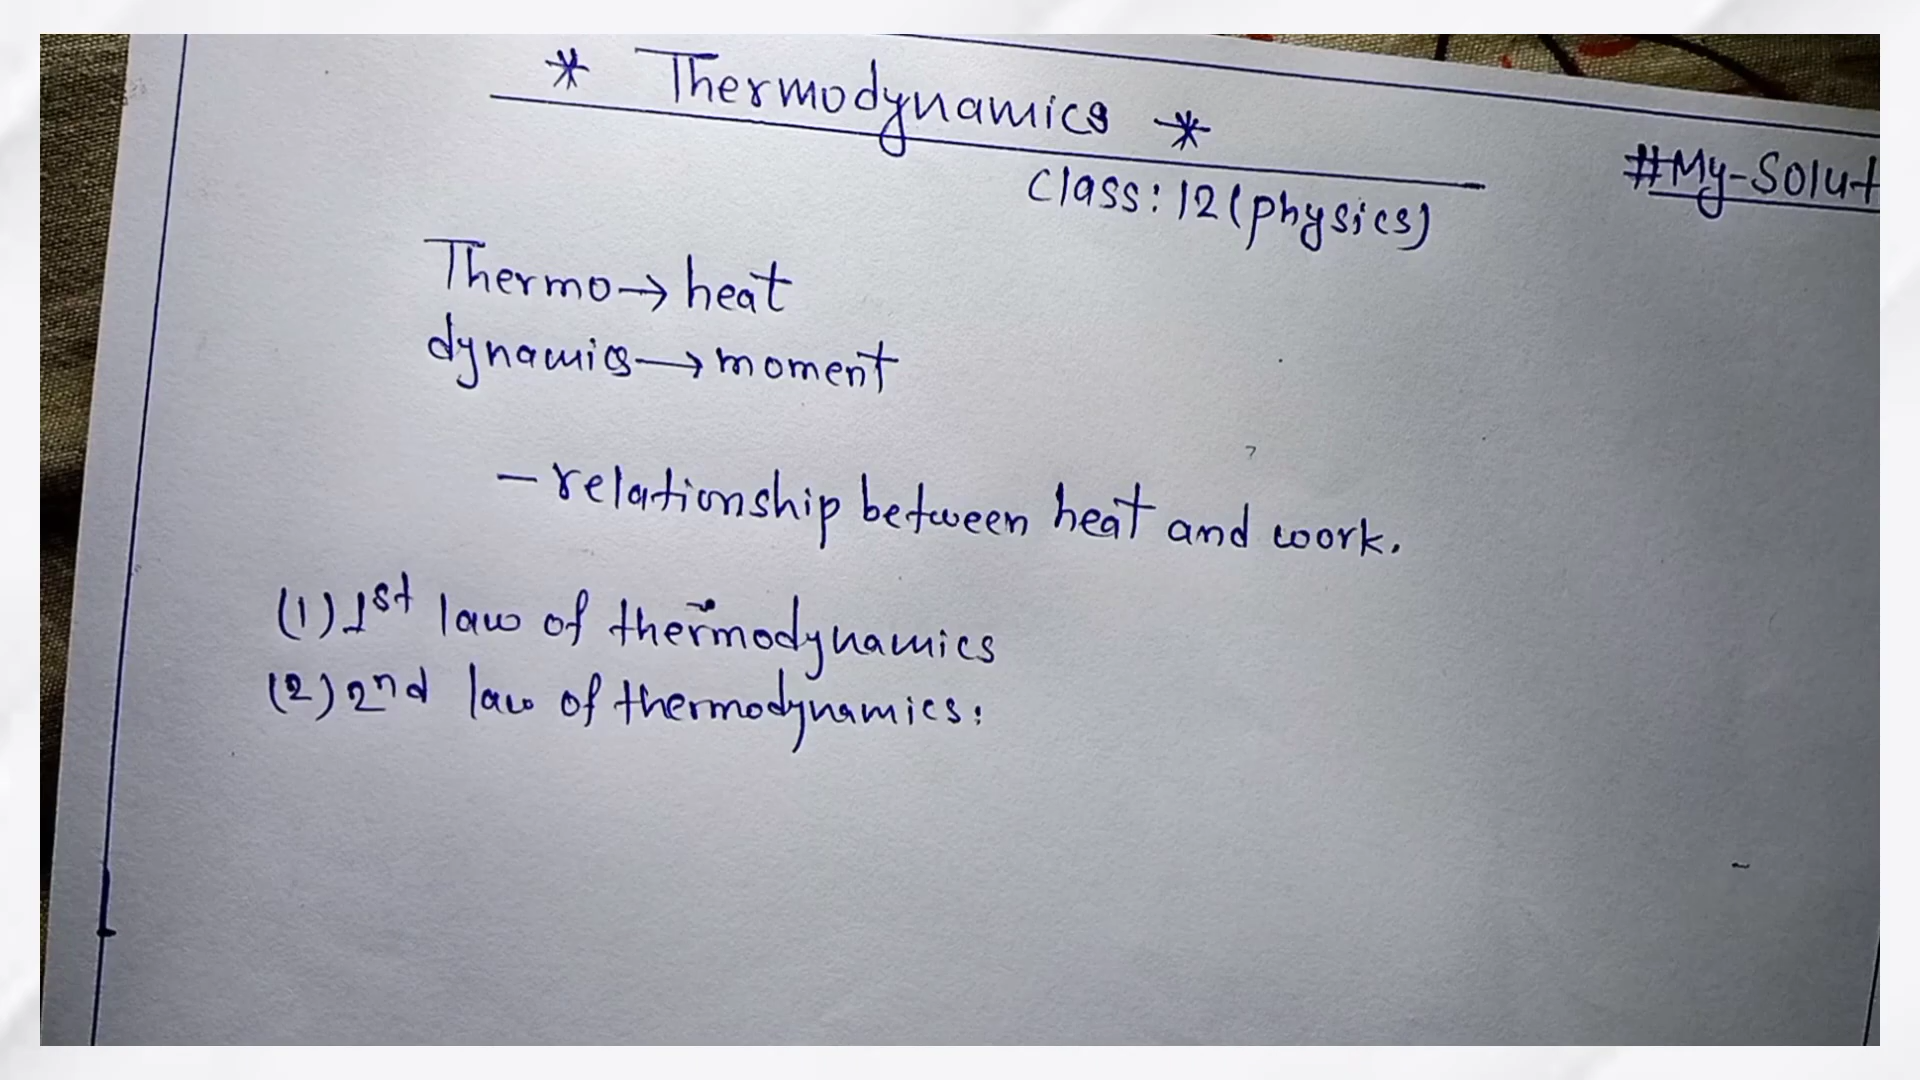 * Thermodynamics *
#My-Solut
Class: 12 (physics)
Thermo → heat
dynamics → moment
- relationship between heat and work.
(1) 1st law of thermodynamics
(2) 2nd law of thermodynamics: